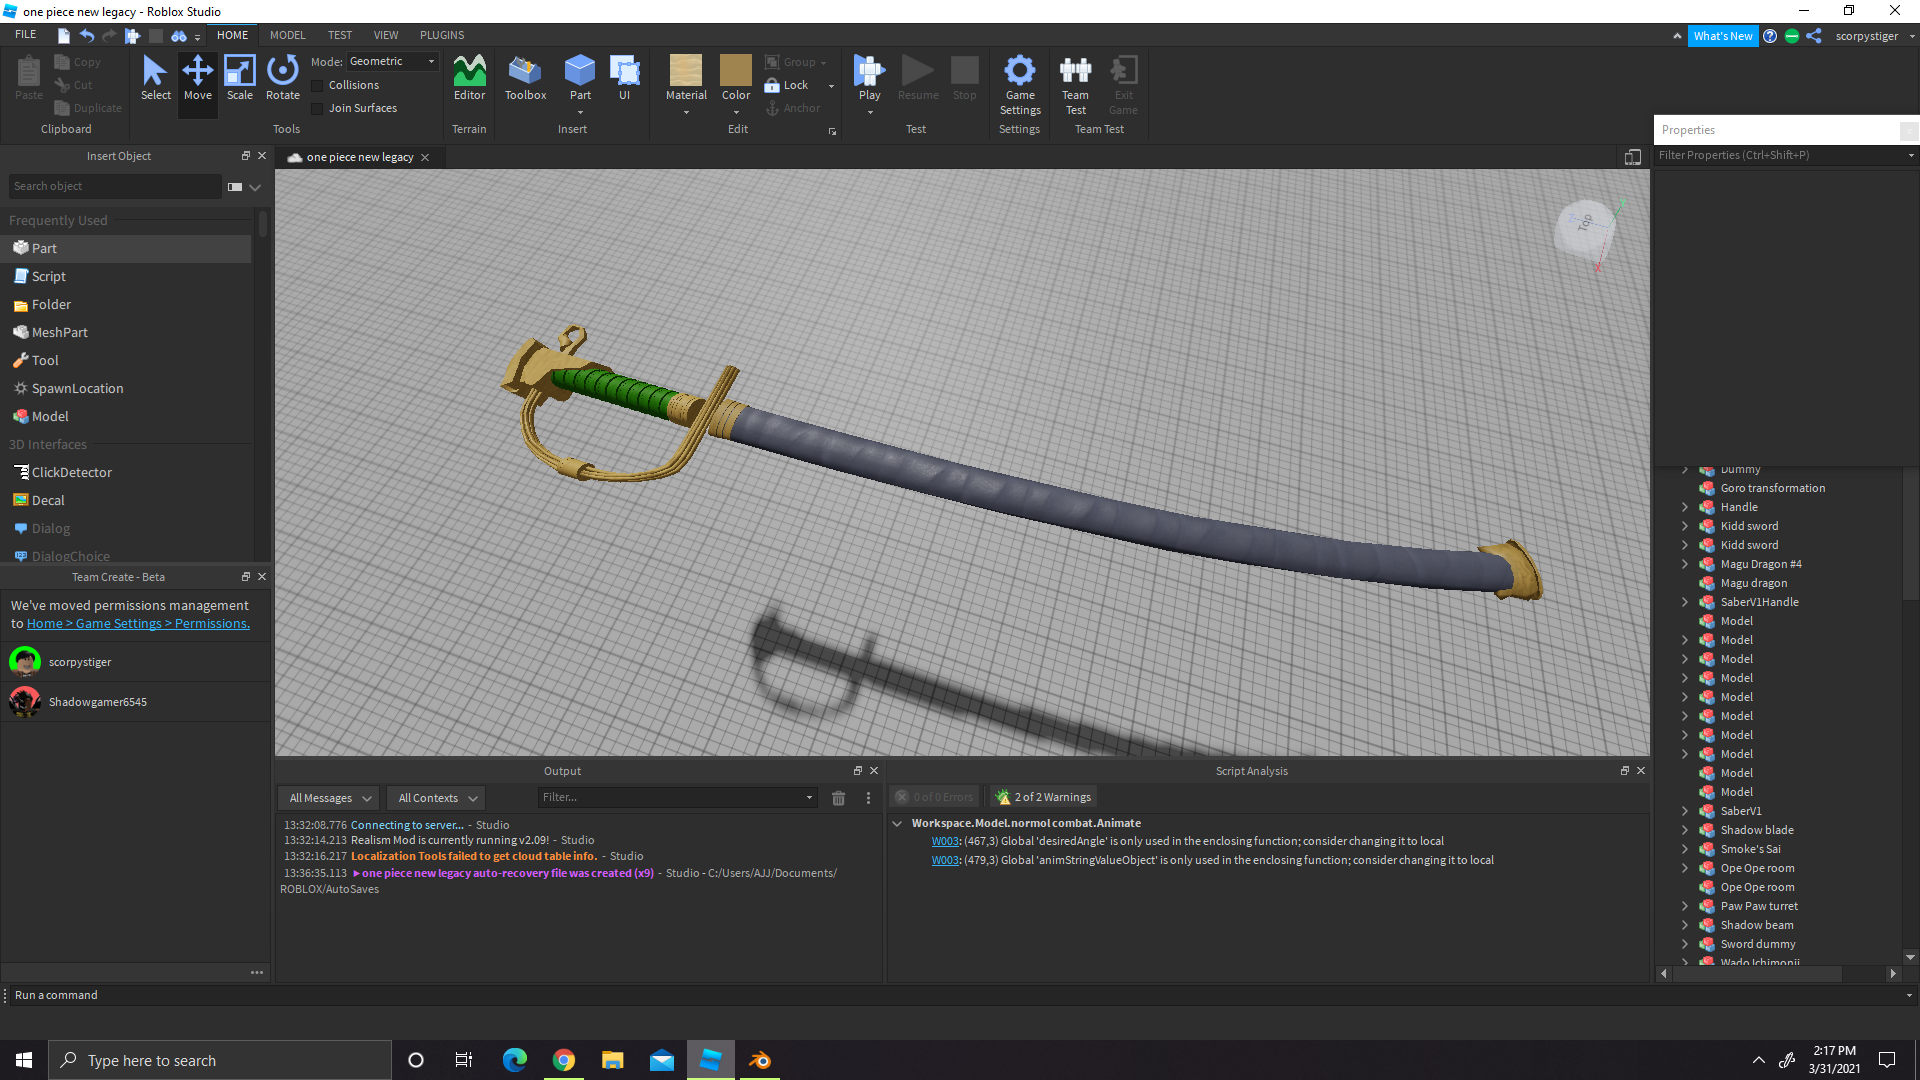 one piece new legacy - Roblox Studio
FILE
HOME
MODEL
TEST
VIEW
PLUGINS
What's New
scorpystiger
Paste
Copy
Cut
Duplicate
Clipboard
Select
Move
Scale
Rotate
Mode: Geometric
Collisions
Join Surfaces
Tools
Editor
Terrain
Toolbox
Part
UI
Insert
Material
Color
Group
Lock
Anchor
Edit
Play
Resume
Stop
Test
Game Settings
Settings
Team Test
Exit Game
Team Test
Insert Object
Search object
Frequently Used
Part
Script
Folder
MeshPart
Tool
SpawnLocation
Model
3D Interfaces
ClickDetector
Decal
Dialog
DialogChoice
Team Create - Beta
We've moved permissions management
to Home > Game Settings > Permissions.
scorpystiger
Shadowgamer6545
one piece new legacy
Top
Z
Y
X
Properties
Filter Properties (Ctrl+Shift+P)
Dummy
Goro transformation
Handle
Kidd sword
Kidd sword
Magu Dragon #4
Magu dragon
SaberV1Handle
Model
Model
Model
Model
Model
Model
Model
Model
Model
Model
SaberV1
Shadow blade
Smoke's Sai
Ope Ope room
Ope Ope room
Paw Paw turret
Shadow beam
Sword dummy
Wado Ichimonji
Output
All Messages
All Contexts
Filter...
13:32:08.776 Connecting to server... - Studio
13:32:14.213 Realism Mod is currently running v2.09! - Studio
13:32:16.217 Localization Tools failed to get cloud table info. - Studio
13:36:35.113 ▸one piece new legacy auto-recovery file was created (x9) - Studio - C:/Users/AJJ/Documents/
ROBLOX/AutoSaves
Script Analysis
0 of 0 Errors
2 of 2 Warnings
Workspace.Model.normol combat.Animate
W003: (467,3) Global 'desiredAngle' is only used in the enclosing function; consider changing it to local
W003: (479,3) Global 'animStringValueObject' is only used in the enclosing function; consider changing it to local
Run a command
Type here to search
2:17 PM
3/31/2021